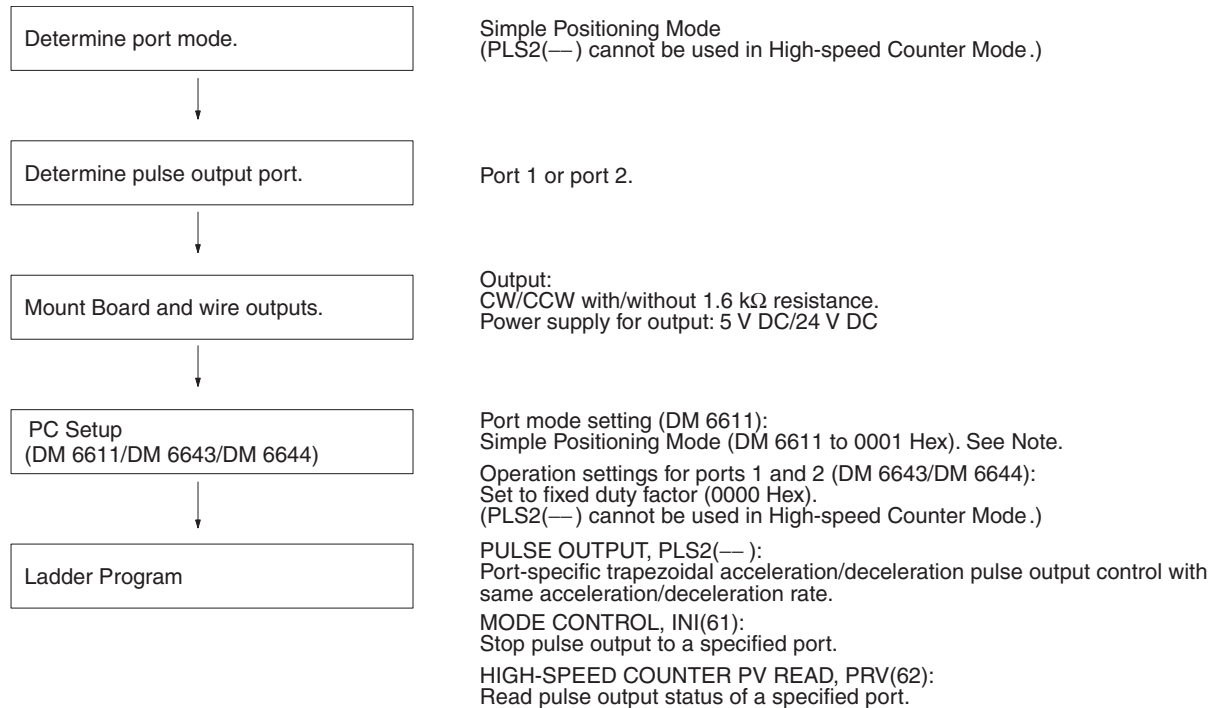 Determine port mode.
Simple Positioning Mode
(PLS2(−−) cannot be used in High-speed Counter Mode.)
Determine pulse output port.
Port 1 or port 2.
Mount Board and wire outputs.
Output:
CW/CCW with/without 1.6 kΩ resistance.
Power supply for output: 5 V DC/24 V DC
PC Setup
(DM 6611/DM 6643/DM 6644)
Port mode setting (DM 6611):
Simple Positioning Mode (DM 6611 to 0001 Hex). See Note.
Operation settings for ports 1 and 2 (DM 6643/DM 6644):
Set to fixed duty factor (0000 Hex).
(PLS2(−−) cannot be used in High-speed Counter Mode.)
Ladder Program
PULSE OUTPUT, PLS2(−−):
Port-specific trapezoidal acceleration/deceleration pulse output control with
same acceleration/deceleration rate.
MODE CONTROL, INI(61):
Stop pulse output to a specified port.
HIGH-SPEED COUNTER PV READ, PRV(62):
Read pulse output status of a specified port.